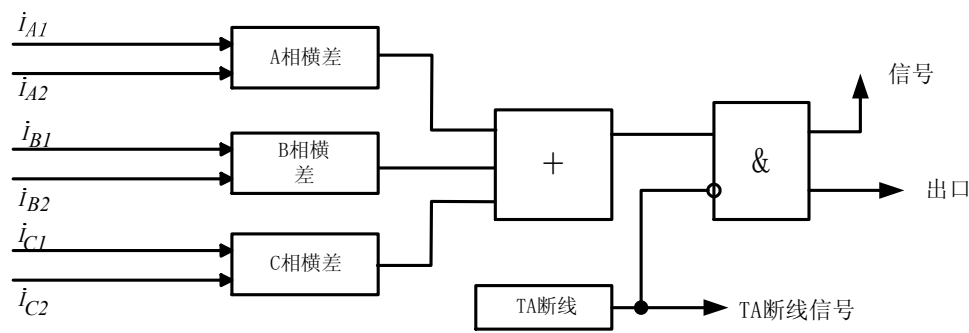 i̇A1
A相横差
i̇A2
信号
i̇B1
B相横
差
+
&
i̇B2
出口
i̇C1
C相横差
i̇C2
TA断线
TA断线信号